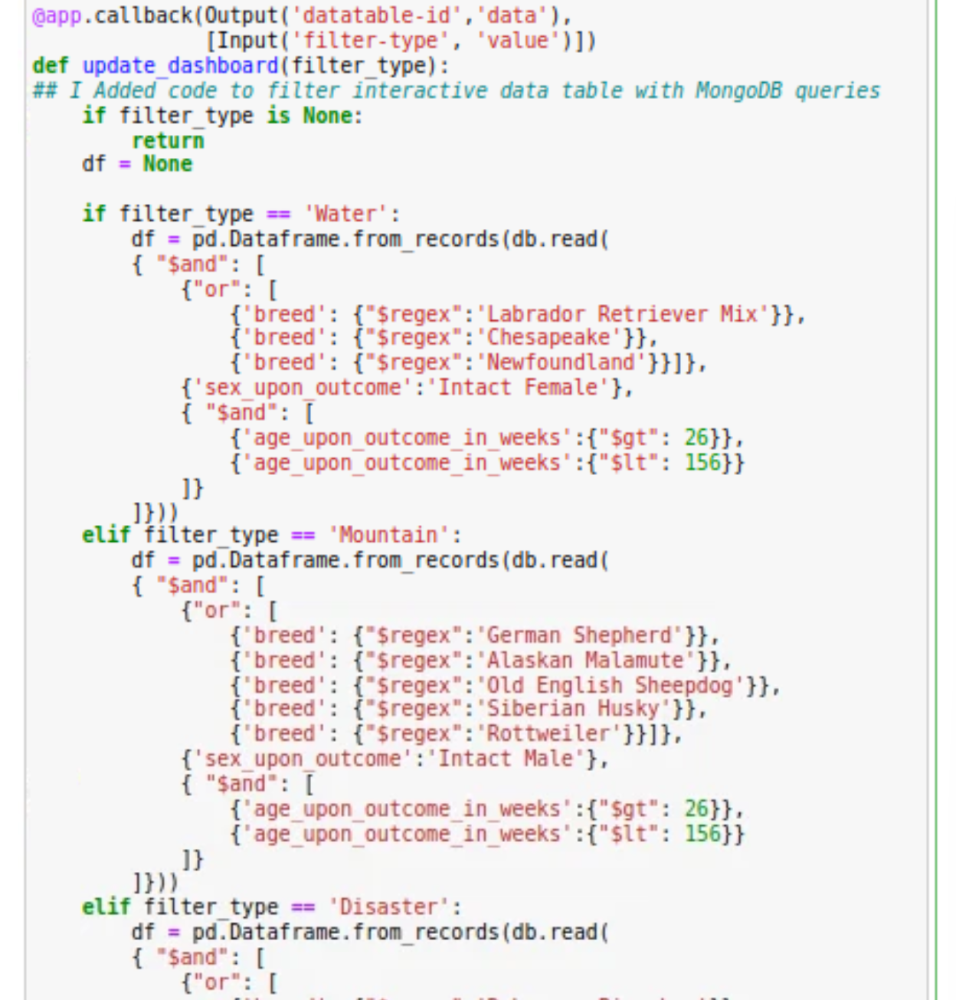 @app.callback(Output('datatable-id','data'),
              [Input('filter-type', 'value')])
def update_dashboard(filter_type):
## I Added code to filter interactive data table with MongoDB queries
    if filter_type is None:
        return
    df = None

    if filter_type == 'Water':
        df = pd.Dataframe.from_records(db.read(
        { "$and": [
            {"or": [
                {'breed': {"$regex":'Labrador Retriever Mix'}},
                {'breed': {"$regex":'Chesapeake'}},
                {'breed': {"$regex":'Newfoundland'}}]},
            {'sex_upon_outcome':'Intact Female'},
            { "$and": [
                {'age_upon_outcome_in_weeks':{"$gt": 26}},
                {'age_upon_outcome_in_weeks':{"$lt": 156}}
            ]}
        ]}))
    elif filter_type == 'Mountain':
        df = pd.Dataframe.from_records(db.read(
        { "$and": [
            {"or": [
                {'breed': {"$regex":'German Shepherd'}},
                {'breed': {"$regex":'Alaskan Malamute'}},
                {'breed': {"$regex":'Old English Sheepdog'}},
                {'breed': {"$regex":'Siberian Husky'}},
                {'breed': {"$regex":'Rottweiler'}}]},
            {'sex_upon_outcome':'Intact Male'},
            { "$and": [
                {'age_upon_outcome_in_weeks':{"$gt": 26}},
                {'age_upon_outcome_in_weeks':{"$lt": 156}}
            ]}
        ]}))
    elif filter_type == 'Disaster':
        df = pd.Dataframe.from_records(db.read(
        { "$and": [
            {"or": [